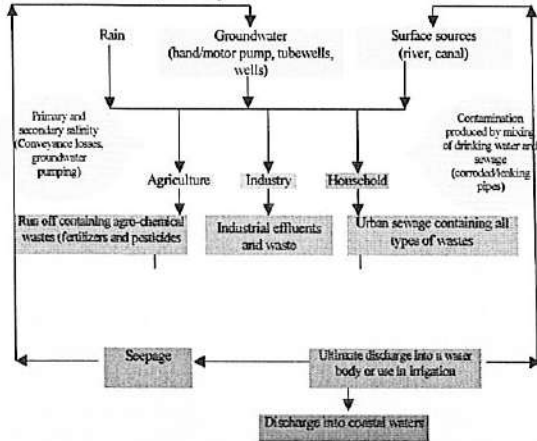 Rain
Groundwater
(hand/motor pump, tubewells,
wells)
Surface sources
(river, canal)
Primary and
secondary salinity
(Conveyance losses,
groundwater
pumping)
Contamination
produced by mixing
of drinking water and
sewage
(corroded/leaking
pipes)
Agriculture
Industry
Household
Run off containing agro-chemical
wastes (fertilizers and pesticides
Industrial effluents
and waste
Urban sewage containing all
types of wastes
Seepage
Ultimate discharge into a water
body or use in irrigation
Discharge into coastal waters